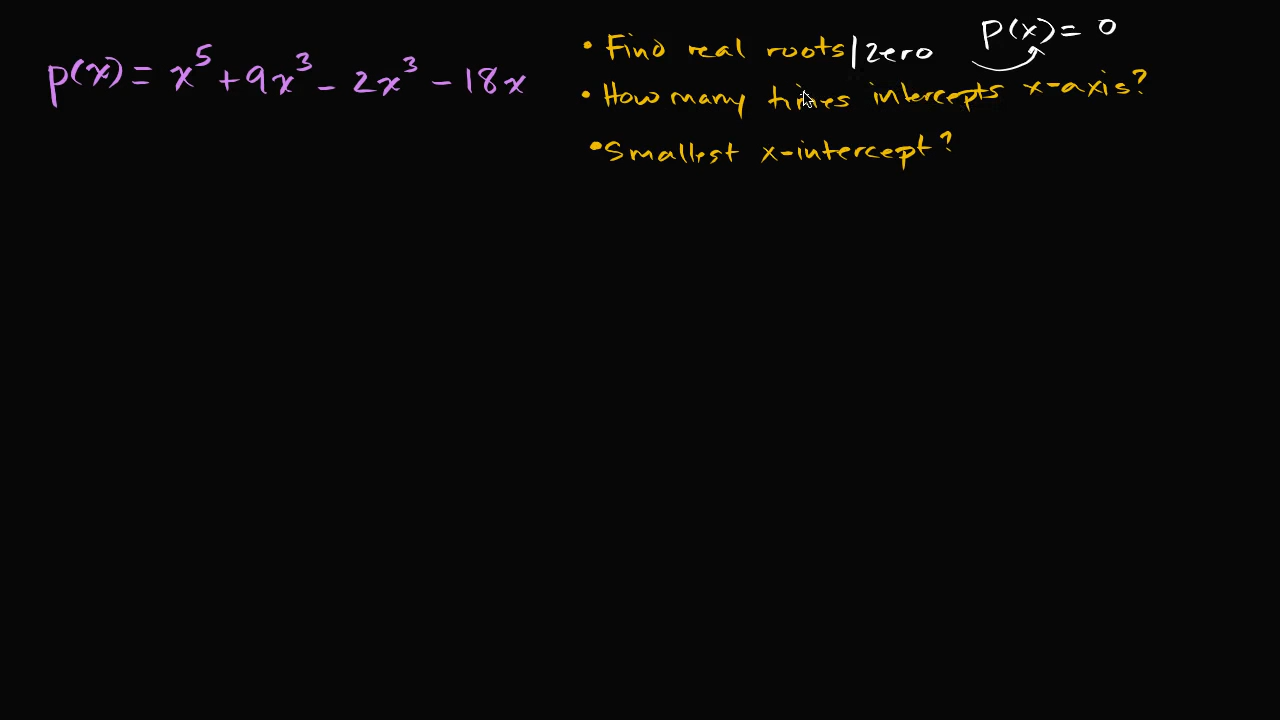 p(x) = x⁵ + 9x³ - 2x³ - 18x
• Find real roots/zero p(x) = 0
• How many times intercepts x-axis?
• Smallest x-intercept?